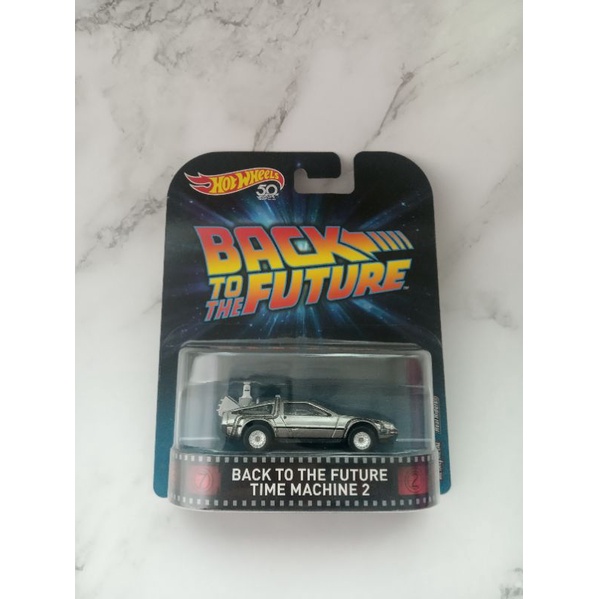 HOT WHEELS
50
BACK
TO
THE FUTURE
BACK TO THE FUTURE
TIME MACHINE 2